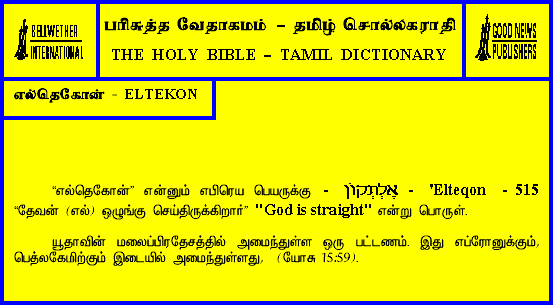 BELLWETHER
INTERNATIONAL
பரிசுத்த வேதாகமம் – தமிழ் சொல்லகராதி
THE HOLY BIBLE – TAMIL DICTIONARY
GOOD NEWS
PUBLISHERS
எல்தெகோன் - ELTEKON
“எல்தெகோன்” என்னும் எபிரெய பெயருக்கு - אֶלְתְּקֹן - 'Elteqon - 515
“தேவன் (எல்) ஒழுங்கு செய்திருக்கிறார்” "God is straight" என்று பொருள்.
யூதாவின் மலைப்பிரதேசத்தில் அமைந்துள்ள ஒரு பட்டணம். இது எப்ரோனுக்கும்,
பெத்லகேமிற்கும் இடையில் அமைந்துள்ளது, (யோசு 15:59).